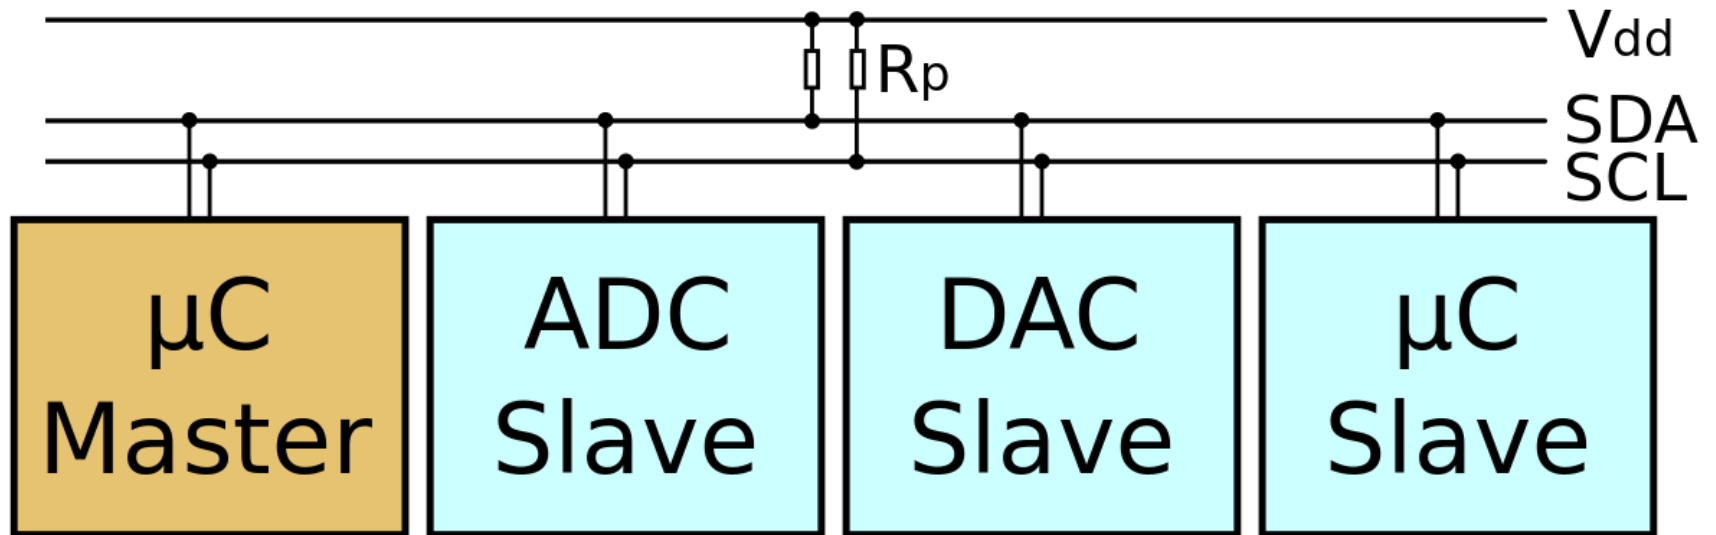 Vdd
Rp
SDA
SCL
µC
Master
ADC
Slave
DAC
Slave
µC
Slave